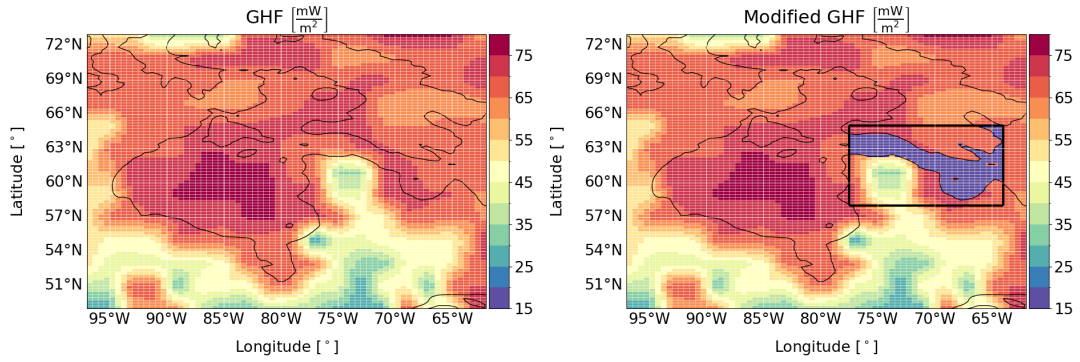 GHF [mW/m²]
72°W
69°W
66°W
63°W
60°W
57°W
54°W
51°W
Latitude [°]
95°W 90°W 85°W 80°W 75°W 70°W 65°W
Longitude [°]
75
65
55
45
35
25
15
Modified GHF [mW/m²]
72°N
69°N
66°N
63°N
60°N
57°N
54°N
51°N
Latitude [°]
95°W 90°W 85°W 80°W 75°W 70°W 65°W
Longitude [°]
75
65
55
45
35
25
15